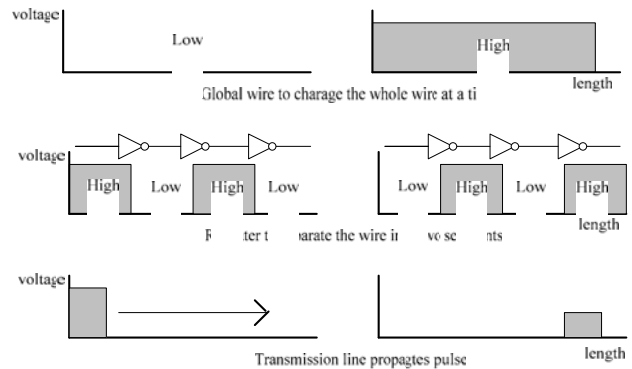 voltage
Low
High
length
Global wire to charage the whole wire at a ti
voltage
High Low High Low
Low High Low High
length
the wire
voltage
length
Transmission line propagtes pulse